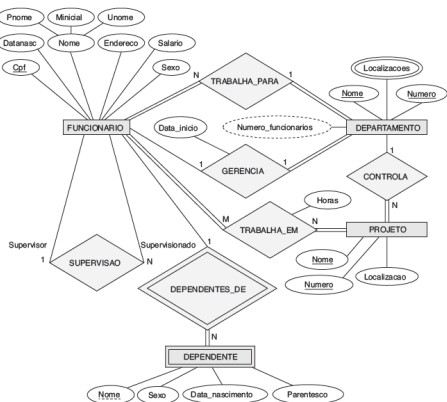 Pnome Minicial Unome
Datanasc Nome Endereco Salario
Cpf Sexo
N TRABALHA_PARA 1
Localizacoes
Nome Numero
FUNCIONARIO Data_inicio Numero_funcionarios DEPARTAMENTO
1 GERENCIA 1 1
CONTROLA
Horas
M TRABALHA_EM N N
PROJETO
Supervisor Supervisionado 1
1 SUPERVISAO N
Nome
Numero Localizacao
DEPENDENTES_DE
N
DEPENDENTE
Nome Sexo Data_nascimento Parentesco